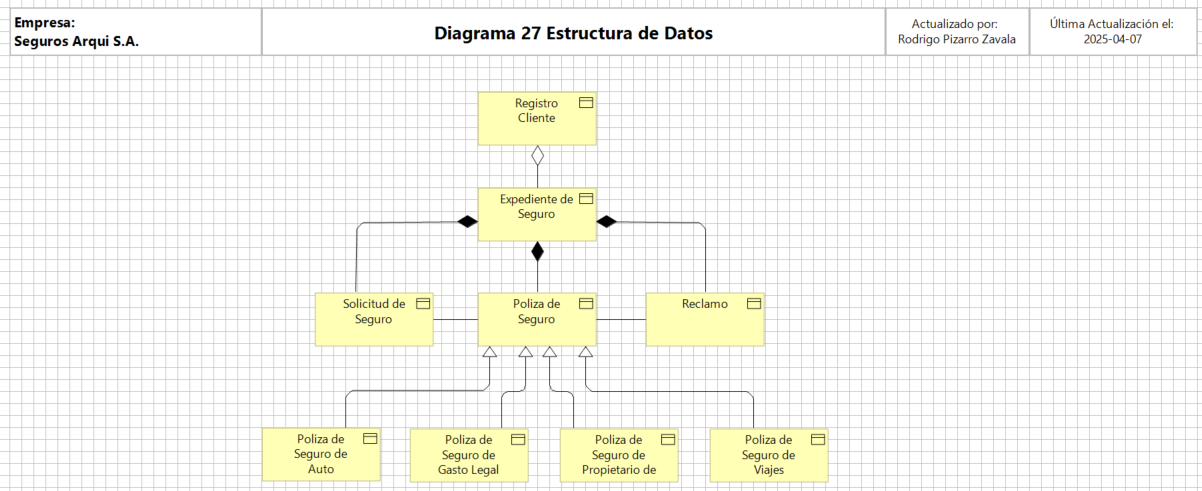 Empresa:
Seguros Arqui S.A.
Diagrama 27 Estructura de Datos
Actualizado por:
Rodrigo Pizarro Zavala
Última Actualización el:
2025-04-07
Registro
Cliente
Expediente de
Seguro
Solicitud de
Seguro
Poliza de
Seguro
Reclamo
Poliza de
Seguro de
Auto
Poliza de
Seguro de
Gasto Legal
Poliza de
Seguro de
Propietario de
Poliza de
Seguro de
Viajes